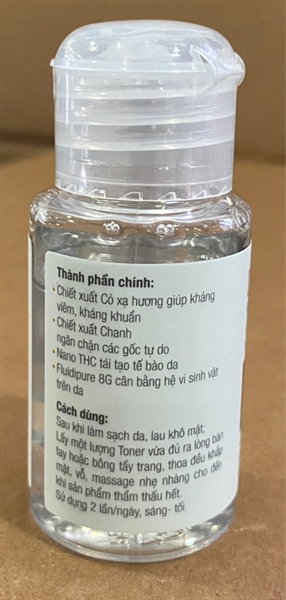 Thành phần chính:
• Chiết xuất Cỏ xạ hương giúp kháng
viêm, kháng khuẩn
• Chiết xuất Chanh
ngăn chặn các gốc tự do
• Nano THC tái tạo tế bào da
• Fluidipure 8G cân bằng hệ vi sinh vật
trên da
Cách dùng:
Sau khi làm sạch da, lau khô mặt;
Lấy một lượng Toner vừa đủ ra lòng bàn
tay hoặc bông tẩy trang, thoa đều khắp
mặt, vỗ, massage nhẹ nhàng cho đến
khi sản phẩm thẩm thấu hết.
Sử dụng 2 lần/ngày, sáng- tối.